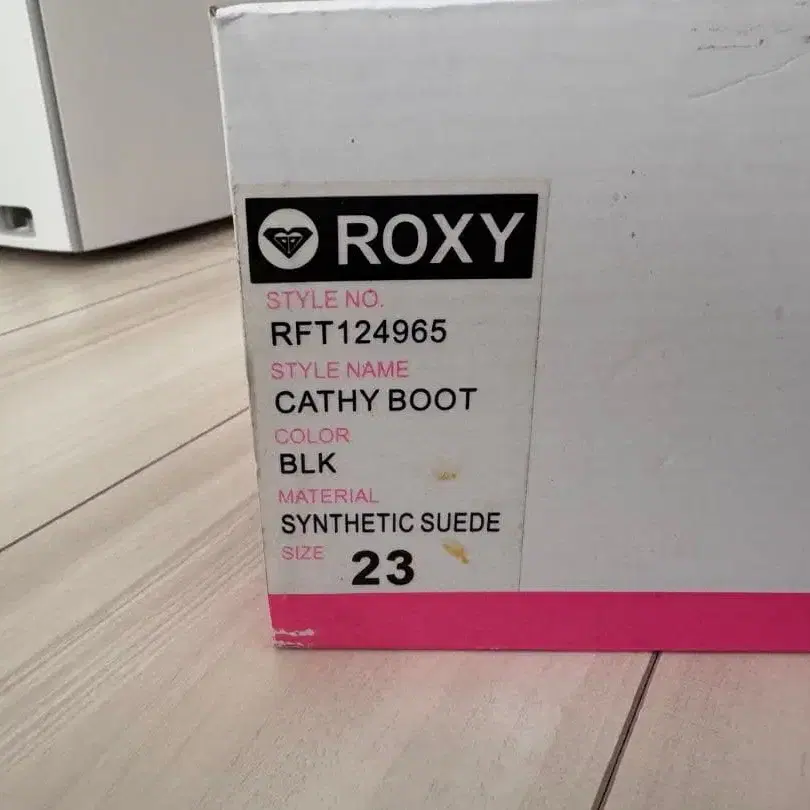 ROXY
STYLE NO.
RFT124965
STYLE NAME
CATHY BOOT
COLOR
BLK
MATERIAL
SYNTHETIC SUEDE
SIZE 23